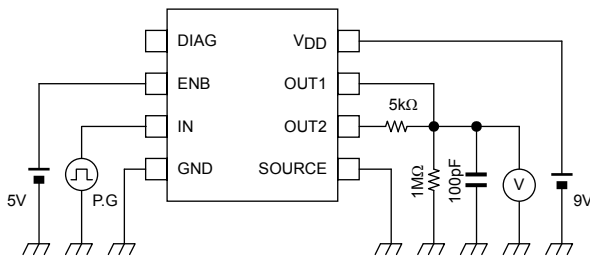 DIAG
VDD
ENB
OUT1
5kΩ
IN
OUT2
GND
SOURCE
1MΩ
100pF
V
5V
P.G
9V